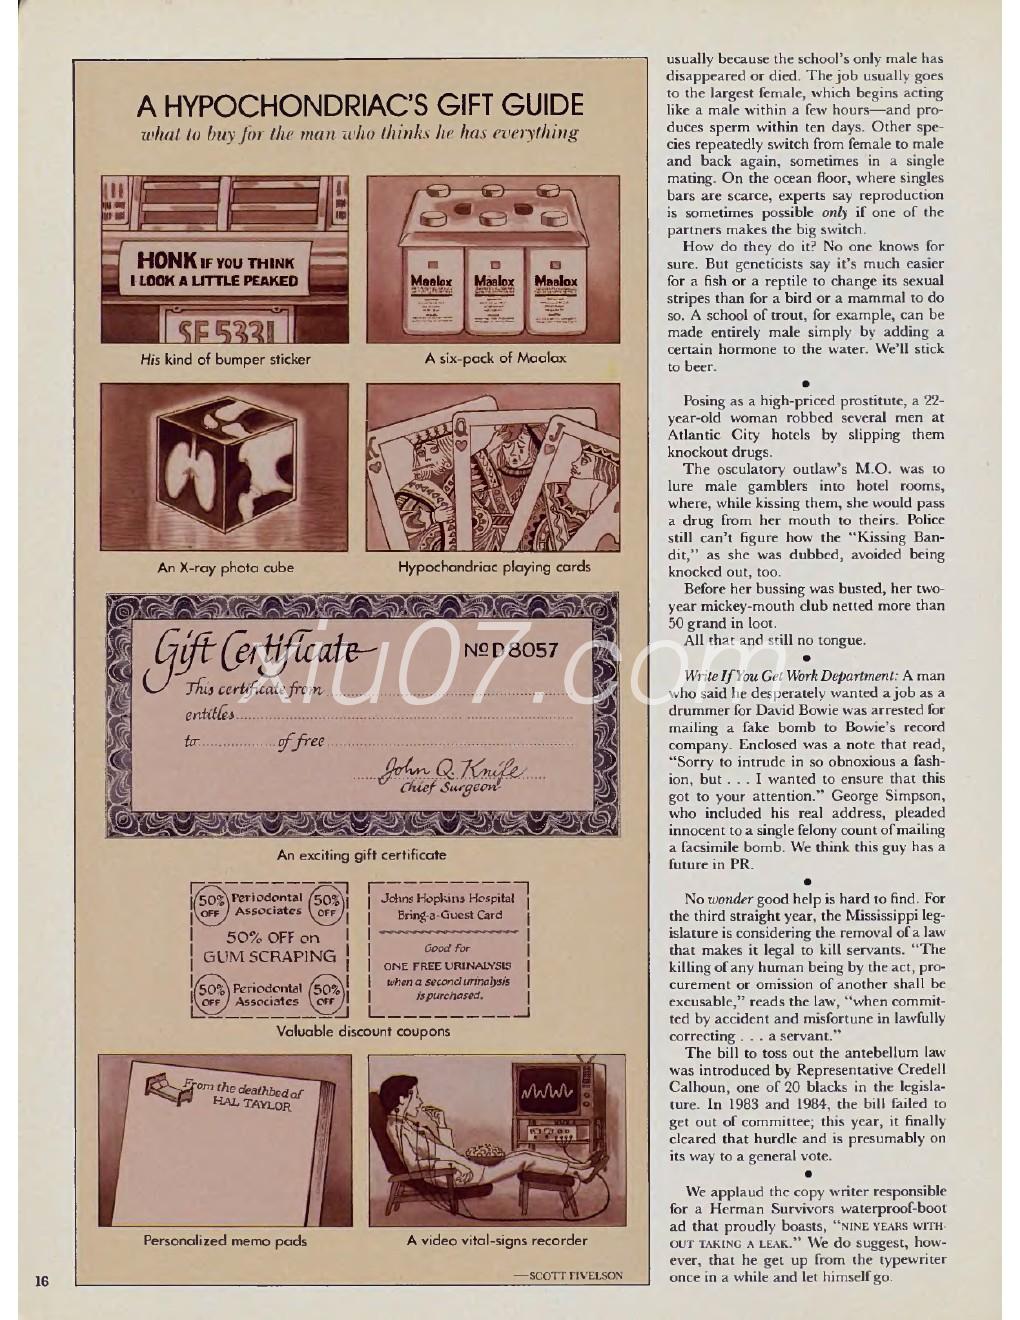 A HYPOCHONDRIAC'S GIFT GUIDE
what to buy for the man who thinks he has everything
HONK IF YOU THINK
I LOOK A LITTLE PEAKED
SF 5331
His kind of bumper sticker
Maalox Maalox Maalox
A six-pack of Maalox
An X-ray photo cube
J
Q
J
Hypochondriac playing cards
Gift Certificate
No D8057
This certificate from
entitles
to of free
John Q. Knife
Chief Surgeon
An exciting gift certificate
50% OFF Periodontal Associates 50% OFF
50% OFF on
GUM SCRAPING
50% OFF Periodontal Associates 50% OFF
Johns Hopkins Hospital
Bring-a-Guest Card
Good for
ONE FREE URINALYSIS
when a second urinalysis
is purchased.
Valuable discount coupons
From the deathbed of
HAL TAYLOR
Personalized memo pads
A video vital-signs recorder
—SCOTT FIVELSON
16
usually because the school's only male has
disappeared or died. The job usually goes
to the largest female, which begins acting
like a male within a few hours—and pro-
duces sperm within ten days. Other spe-
cies repeatedly switch from female to male
and back again, sometimes in a single
mating. On the ocean floor, where singles
bars are scarce, experts say reproduction
is sometimes possible only if one of the
partners makes the big switch.
How do they do it? No one knows for
sure. But geneticists say it's much easier
for a fish or a reptile to change its sexual
stripes than for a bird or a mammal to do
so. A school of trout, for example, can be
made entirely male simply by adding a
certain hormone to the water. We'll stick
to beer.
•
Posing as a high-priced prostitute, a 22-
year-old woman robbed several men at
Atlantic City hotels by slipping them
knockout drugs.
The osculatory outlaw's M.O. was to
lure male gamblers into hotel rooms,
where, while kissing them, she would pass
a drug from her mouth to theirs. Police
still can't figure how the "Kissing Ban-
dit," as she was dubbed, avoided being
knocked out, too.
Before her bussing was busted, her two-
year mickey-mouth club netted more than
50 grand in loot.
All that and still no tongue.
•
Write If You Get Work Department: A man
who said he desperately wanted a job as a
drummer for David Bowie was arrested for
mailing a fake bomb to Bowie's record
company. Enclosed was a note that read,
"Sorry to intrude in so obnoxious a fash-
ion, but . . . I wanted to ensure that this
got to your attention." George Simpson,
who included his real address, pleaded
innocent to a single felony count of mailing
a facsimile bomb. We think this guy has a
future in PR.
•
No wonder good help is hard to find. For
the third straight year, the Mississippi leg-
islature is considering the removal of a law
that makes it legal to kill servants. "The
killing of any human being by the act, pro-
curement or omission of another shall be
excusable," reads the law, "when commit-
ted by accident and misfortune in lawfully
correcting . . . a servant."
The bill to toss out the antebellum law
was introduced by Representative Credell
Calhoun, one of 20 blacks in the legisla-
ture. In 1983 and 1984, the bill failed to
get out of committee; this year, it finally
cleared that hurdle and is presumably on
its way to a general vote.
•
We applaud the copy writer responsible
for a Herman Survivors waterproof-boot
ad that proudly boasts, "NINE YEARS WITH-
OUT TAKING A LEAK." We do suggest, how-
ever, that he get up from the typewriter
once in a while and let himself go.
xiu07.com